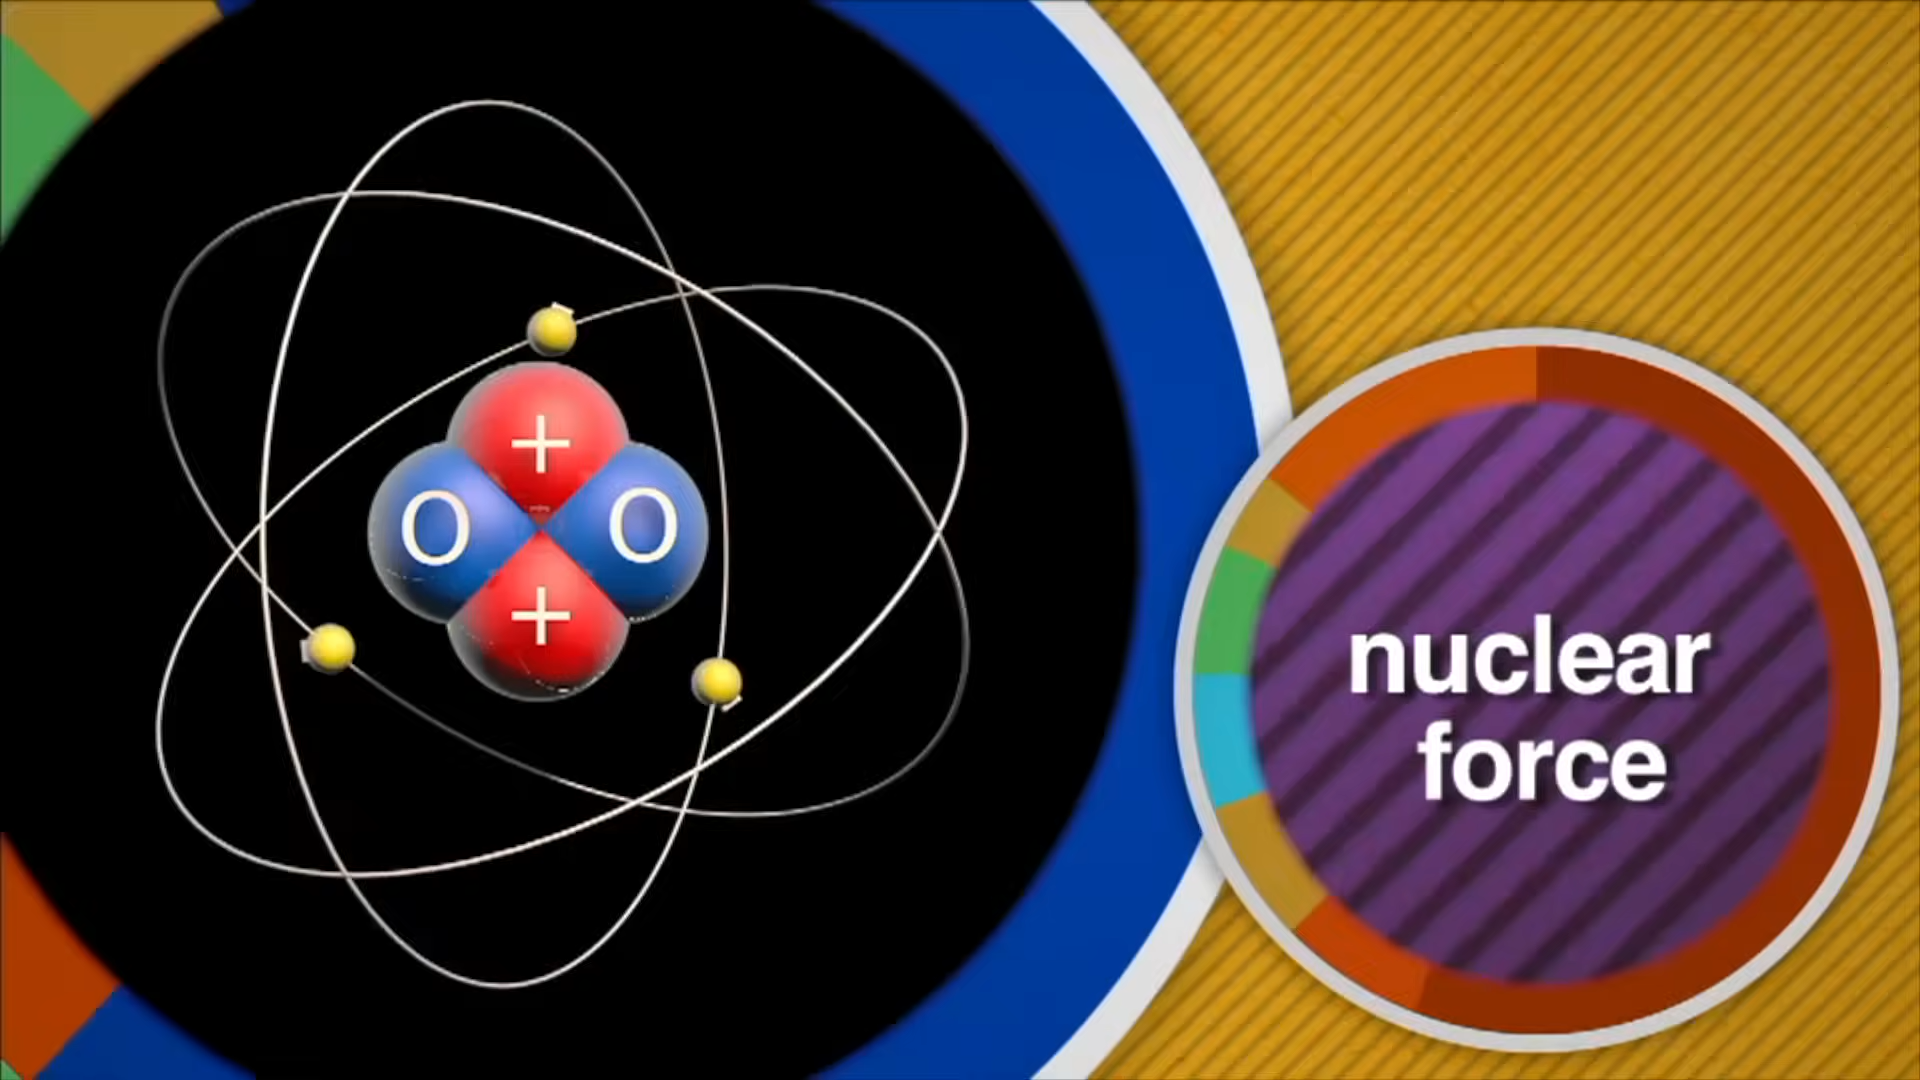 +
O O
+
nuclear
force